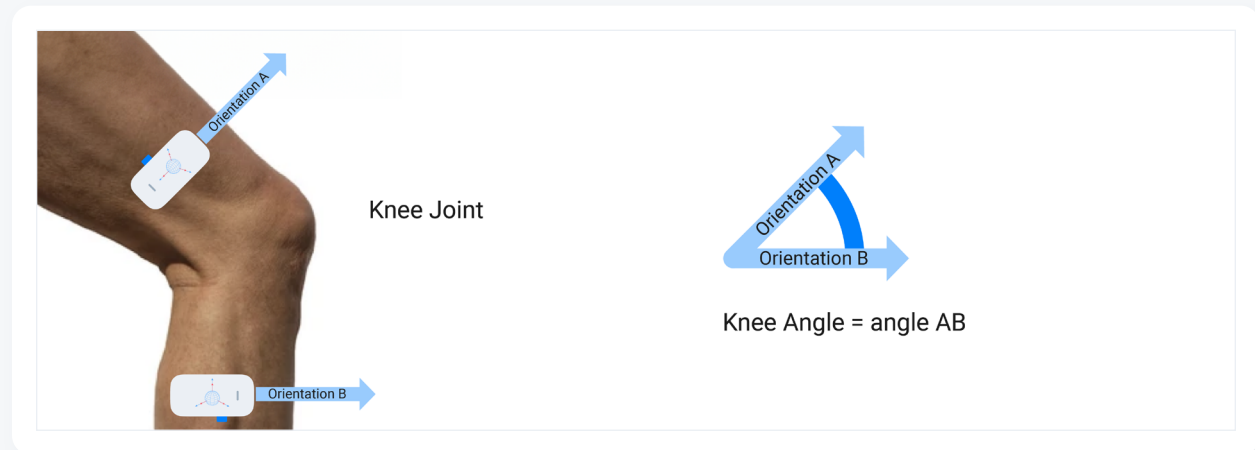 Orientation A
Knee Joint
Orientation B
Orientation A
Orientation B
Knee Angle = angle AB